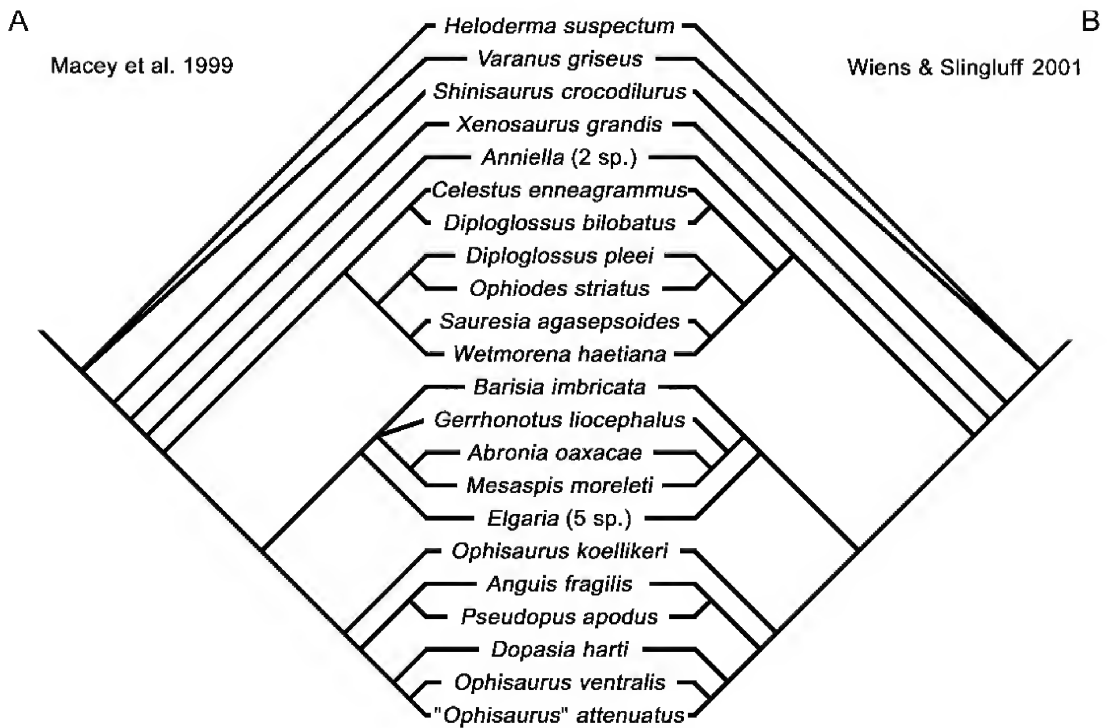 A
B
Macey et al. 1999
Wiens & Slingluff 2001
Heloderma suspectum
Varanus griseus
Shinisaurus crocodilurus
Xenosaurus grandis
Anniella (2 sp.)
Celestus enneagrammus
Diploglossus bilobatus
Diploglossus pleei
Ophiodes striatus
Sauresia agasepsoides
Wetmorena haetiana
Barisia imbricata
Gerrhonotus liocephalus
Abronia oaxacae
Mesaspis moreleti
Elgaria (5 sp.)
Ophisaurus koellikeri
Anguis fragilis
Pseudopus apodus
Dopasia harti
Ophisaurus ventralis
"Ophisaurus" attenuatus